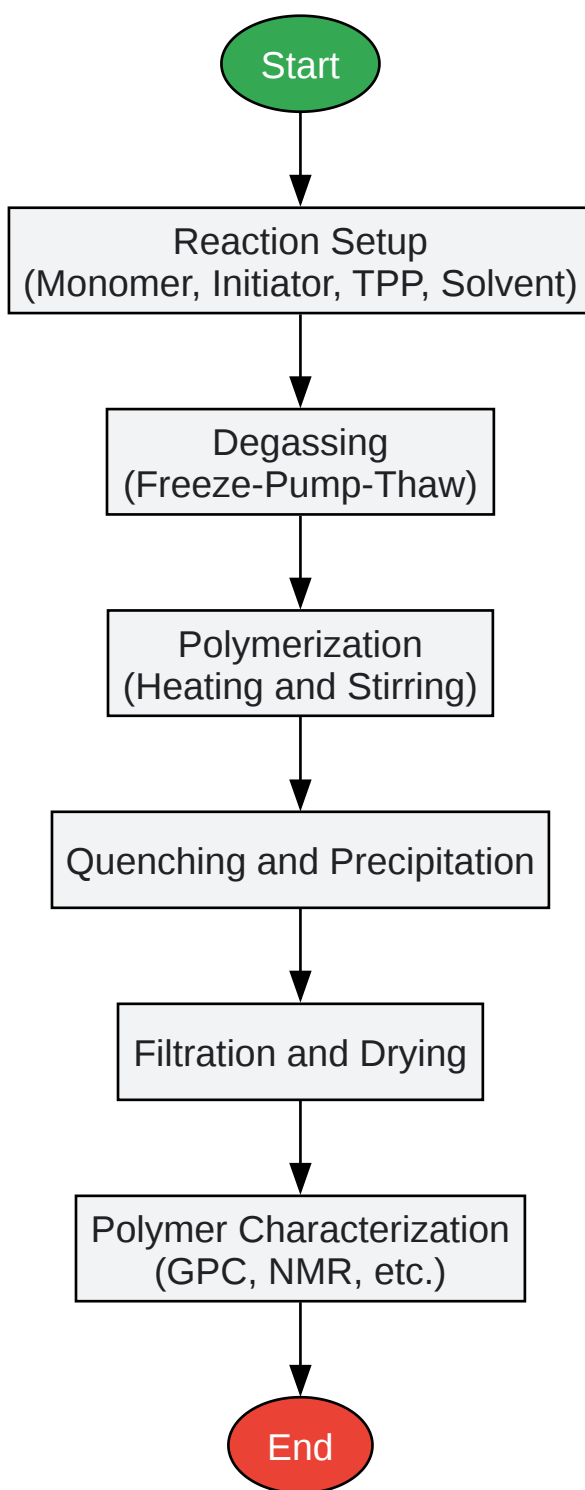 Start
Reaction Setup
(Monomer, Initiator, TPP, Solvent)
Degassing
(Freeze-Pump-Thaw)
Polymerization
(Heating and Stirring)
Quenching and Precipitation
Filtration and Drying
Polymer Characterization
(GPC, NMR, etc.)
End